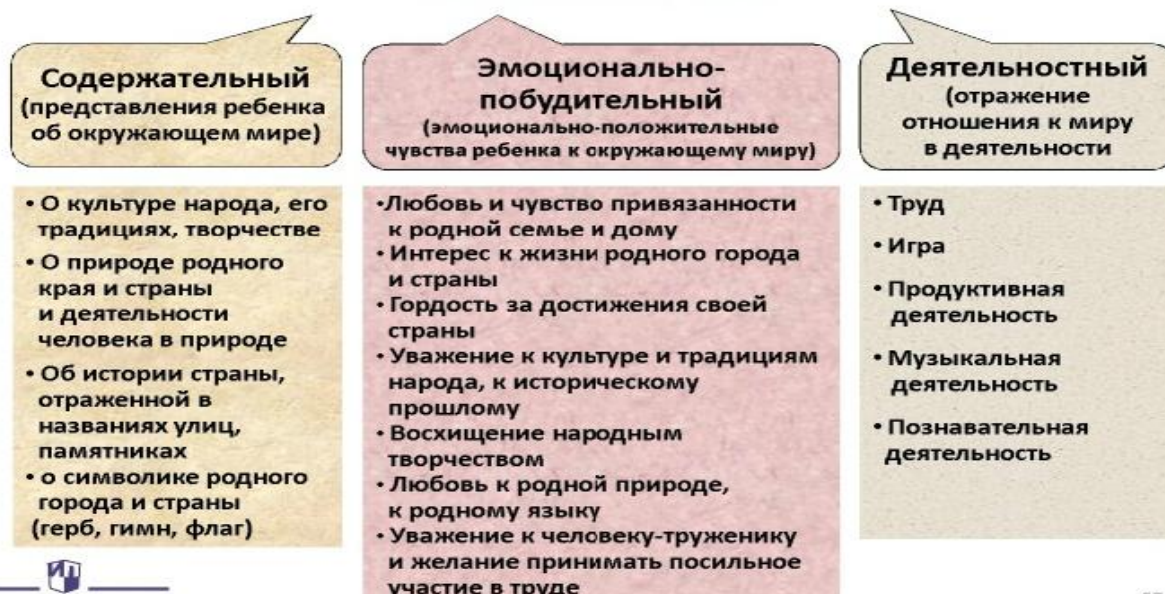 Содержательный
(представления ребенка
об окружающем мире)
• О культуре народа, его
традициях, творчестве
• О природе родного
края и страны
и деятельности
человека в природе
• Об истории страны,
отраженной в
названиях улиц,
памятниках
• о символике родного
города и страны
(герб, гимн, флаг)
Эмоционально-
побудительный
(эмоционально-положительные
чувства ребенка к окружающему миру)
•Любовь и чувство привязанности
к родной семье и дому
• Интерес к жизни родного города
и страны
• Гордость за достижения своей
страны
• Уважение к культуре и традициям
народа, к историческому
прошлому
• Восхищение народным
творчеством
• Любовь к родной природе,
к родному языку
• Уважение к человеку-труженику
и желание принимать посильное
участие в труде
Деятельностный
(отражение
отношения к миру
в деятельности
• Труд
• Игра
• Продуктивная
деятельность
• Музыкальная
деятельность
• Познавательная
деятельность